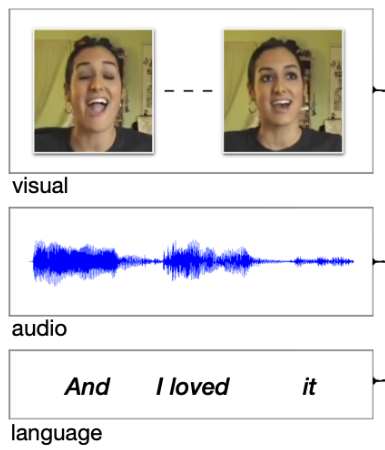 visual
audio
And I loved it
language